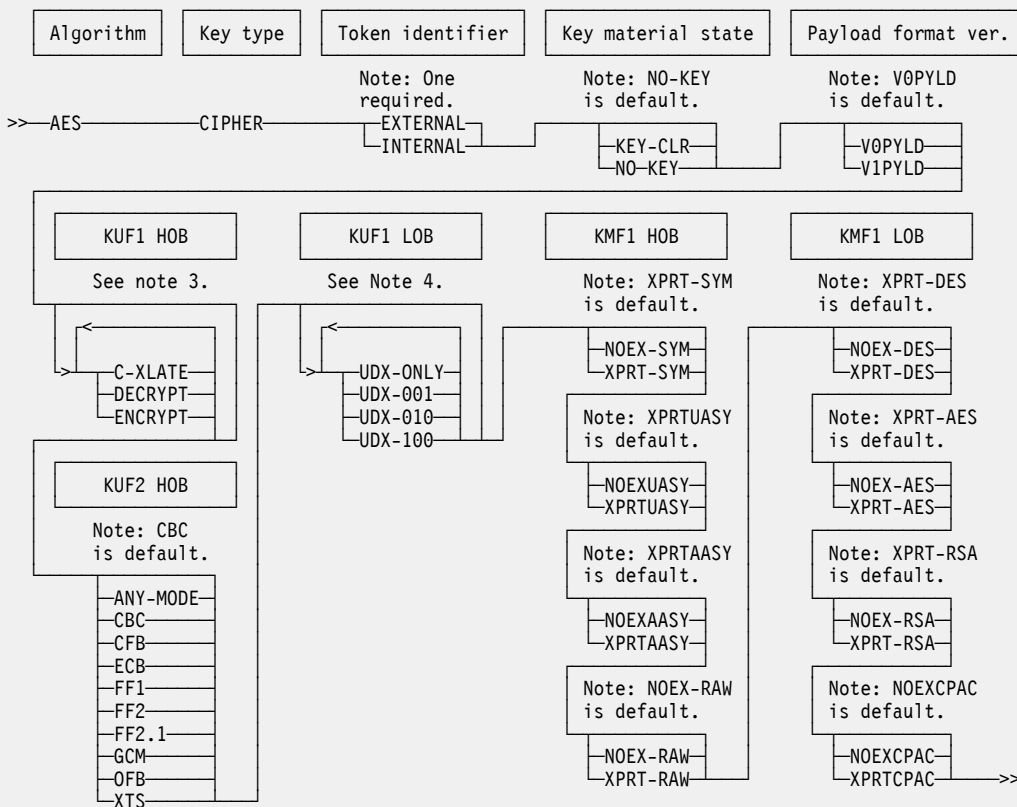 Algorithm Key type Token identifier Key material state Payload format ver.
Note: One Note: NO-KEY Note: V0PYLD
required. is default. is default.
>>—AES CIPHER EXTERNAL
INTERNAL
KEY-CLR V0PYLD
NO-KEY V1PYLD
KUF1 HOB KUF1 LOB KMF1 HOB KMF1 LOB
See note 3. See Note 4. Note: XPRT-SYM Note: XPRT-DES
is default. is default.
< <
NOEX-SYM NOEX-DES
> C-XLATE > UDX-ONLY XPRT-SYM XPRT-DES
DECRYPT UDX-001
ENCRYPT UDX-010
UDX-100 Note: XPRTUASY Note: XPRT-AES
is default. is default.
KUF2 HOB NOEXUASY NOEX-AES
XPRTUASY XPRT-AES
Note: CBC
is default. Note: XPRTAASY Note: XPRT-RSA
is default. is default.
ANY-MODE
CBC NOEXAASY NOEX-RSA
CFB XPRTAASY XPRT-RSA
ECB
FF1 Note: NOEX-RAW Note: NOEXCPAC
FF2 is default. is default.
FF2.1
GCM NOEX-RAW NOEXCPAC
OFB XPRT-RAW XPRTCPAC >>
XTS